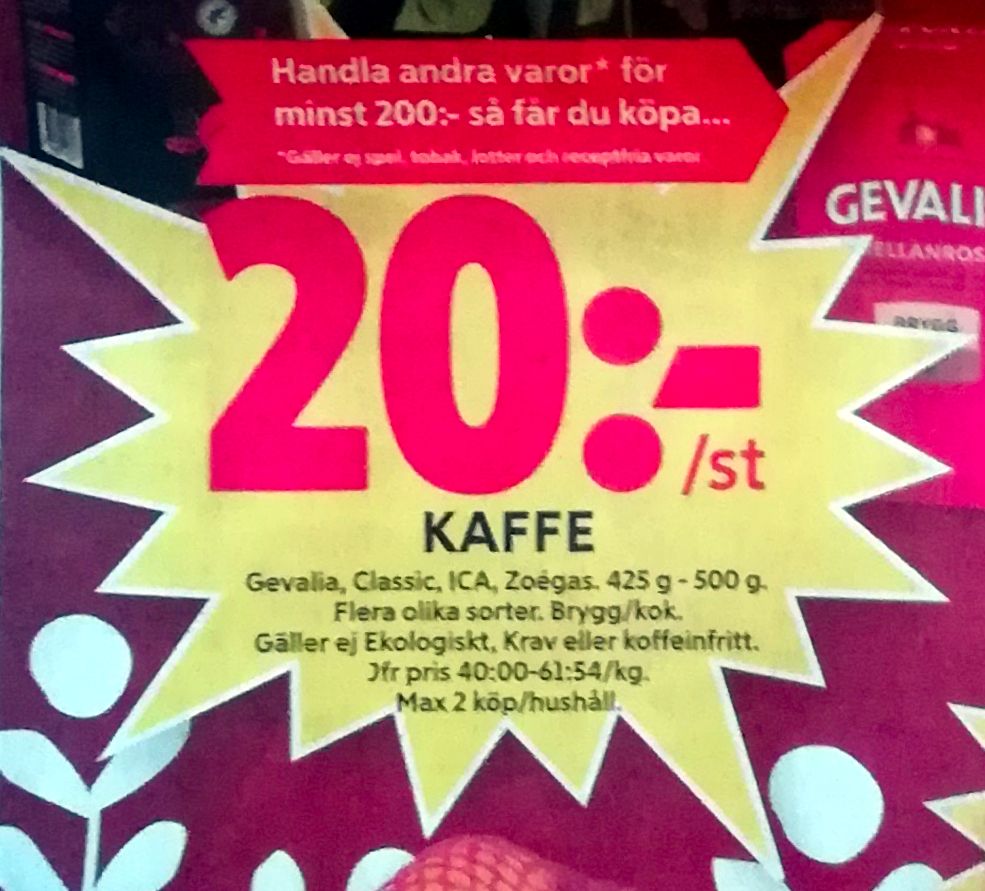 Handla andra varor* för
minst 200:- så får du köpa...
*Gäller ej spel, tobak, lotter och receptfria varor
20:-
/st
KAFFE
Gevalia, Classic, ICA, Zoégas. 425 g - 500 g.
Flera olika sorter. Brygg/kok.
Gäller ej Ekologiskt, Krav eller koffeinfritt.
Jfr pris 40:00-61:54/kg.
Max 2 köp/hushåll.
GEVALI
ELLANROS
BRYGG